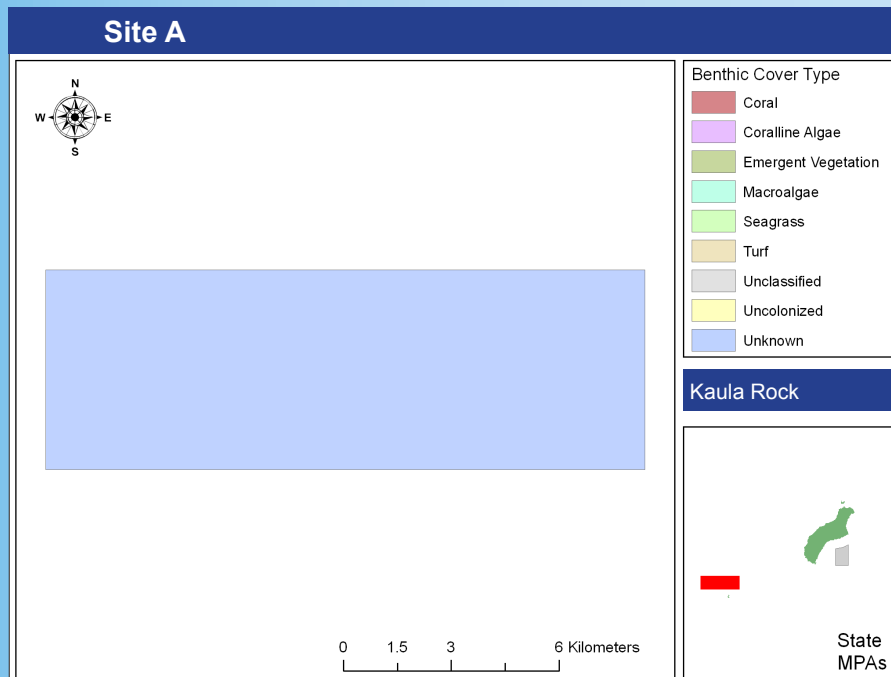 Site A
N
W E
S
0 1.5 3 6 Kilometers
Benthic Cover Type
Coral
Coralline Algae
Emergent Vegetation
Macroalgae
Seagrass
Turf
Unclassified
Uncolonized
Unknown
Kaula Rock
State
MPAs